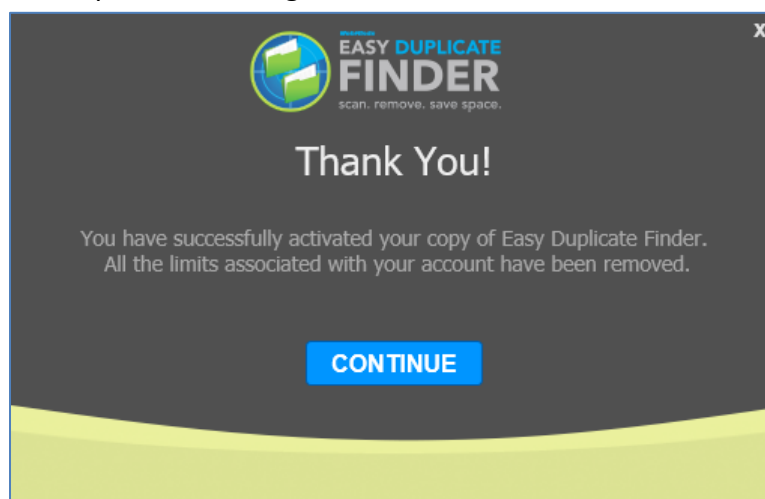 x
EASY DUPLICATE
FINDER
scan. remove. save space.
Thank You!
You have successfully activated your copy of Easy Duplicate Finder.
All the limits associated with your account have been removed.
CONTINUE